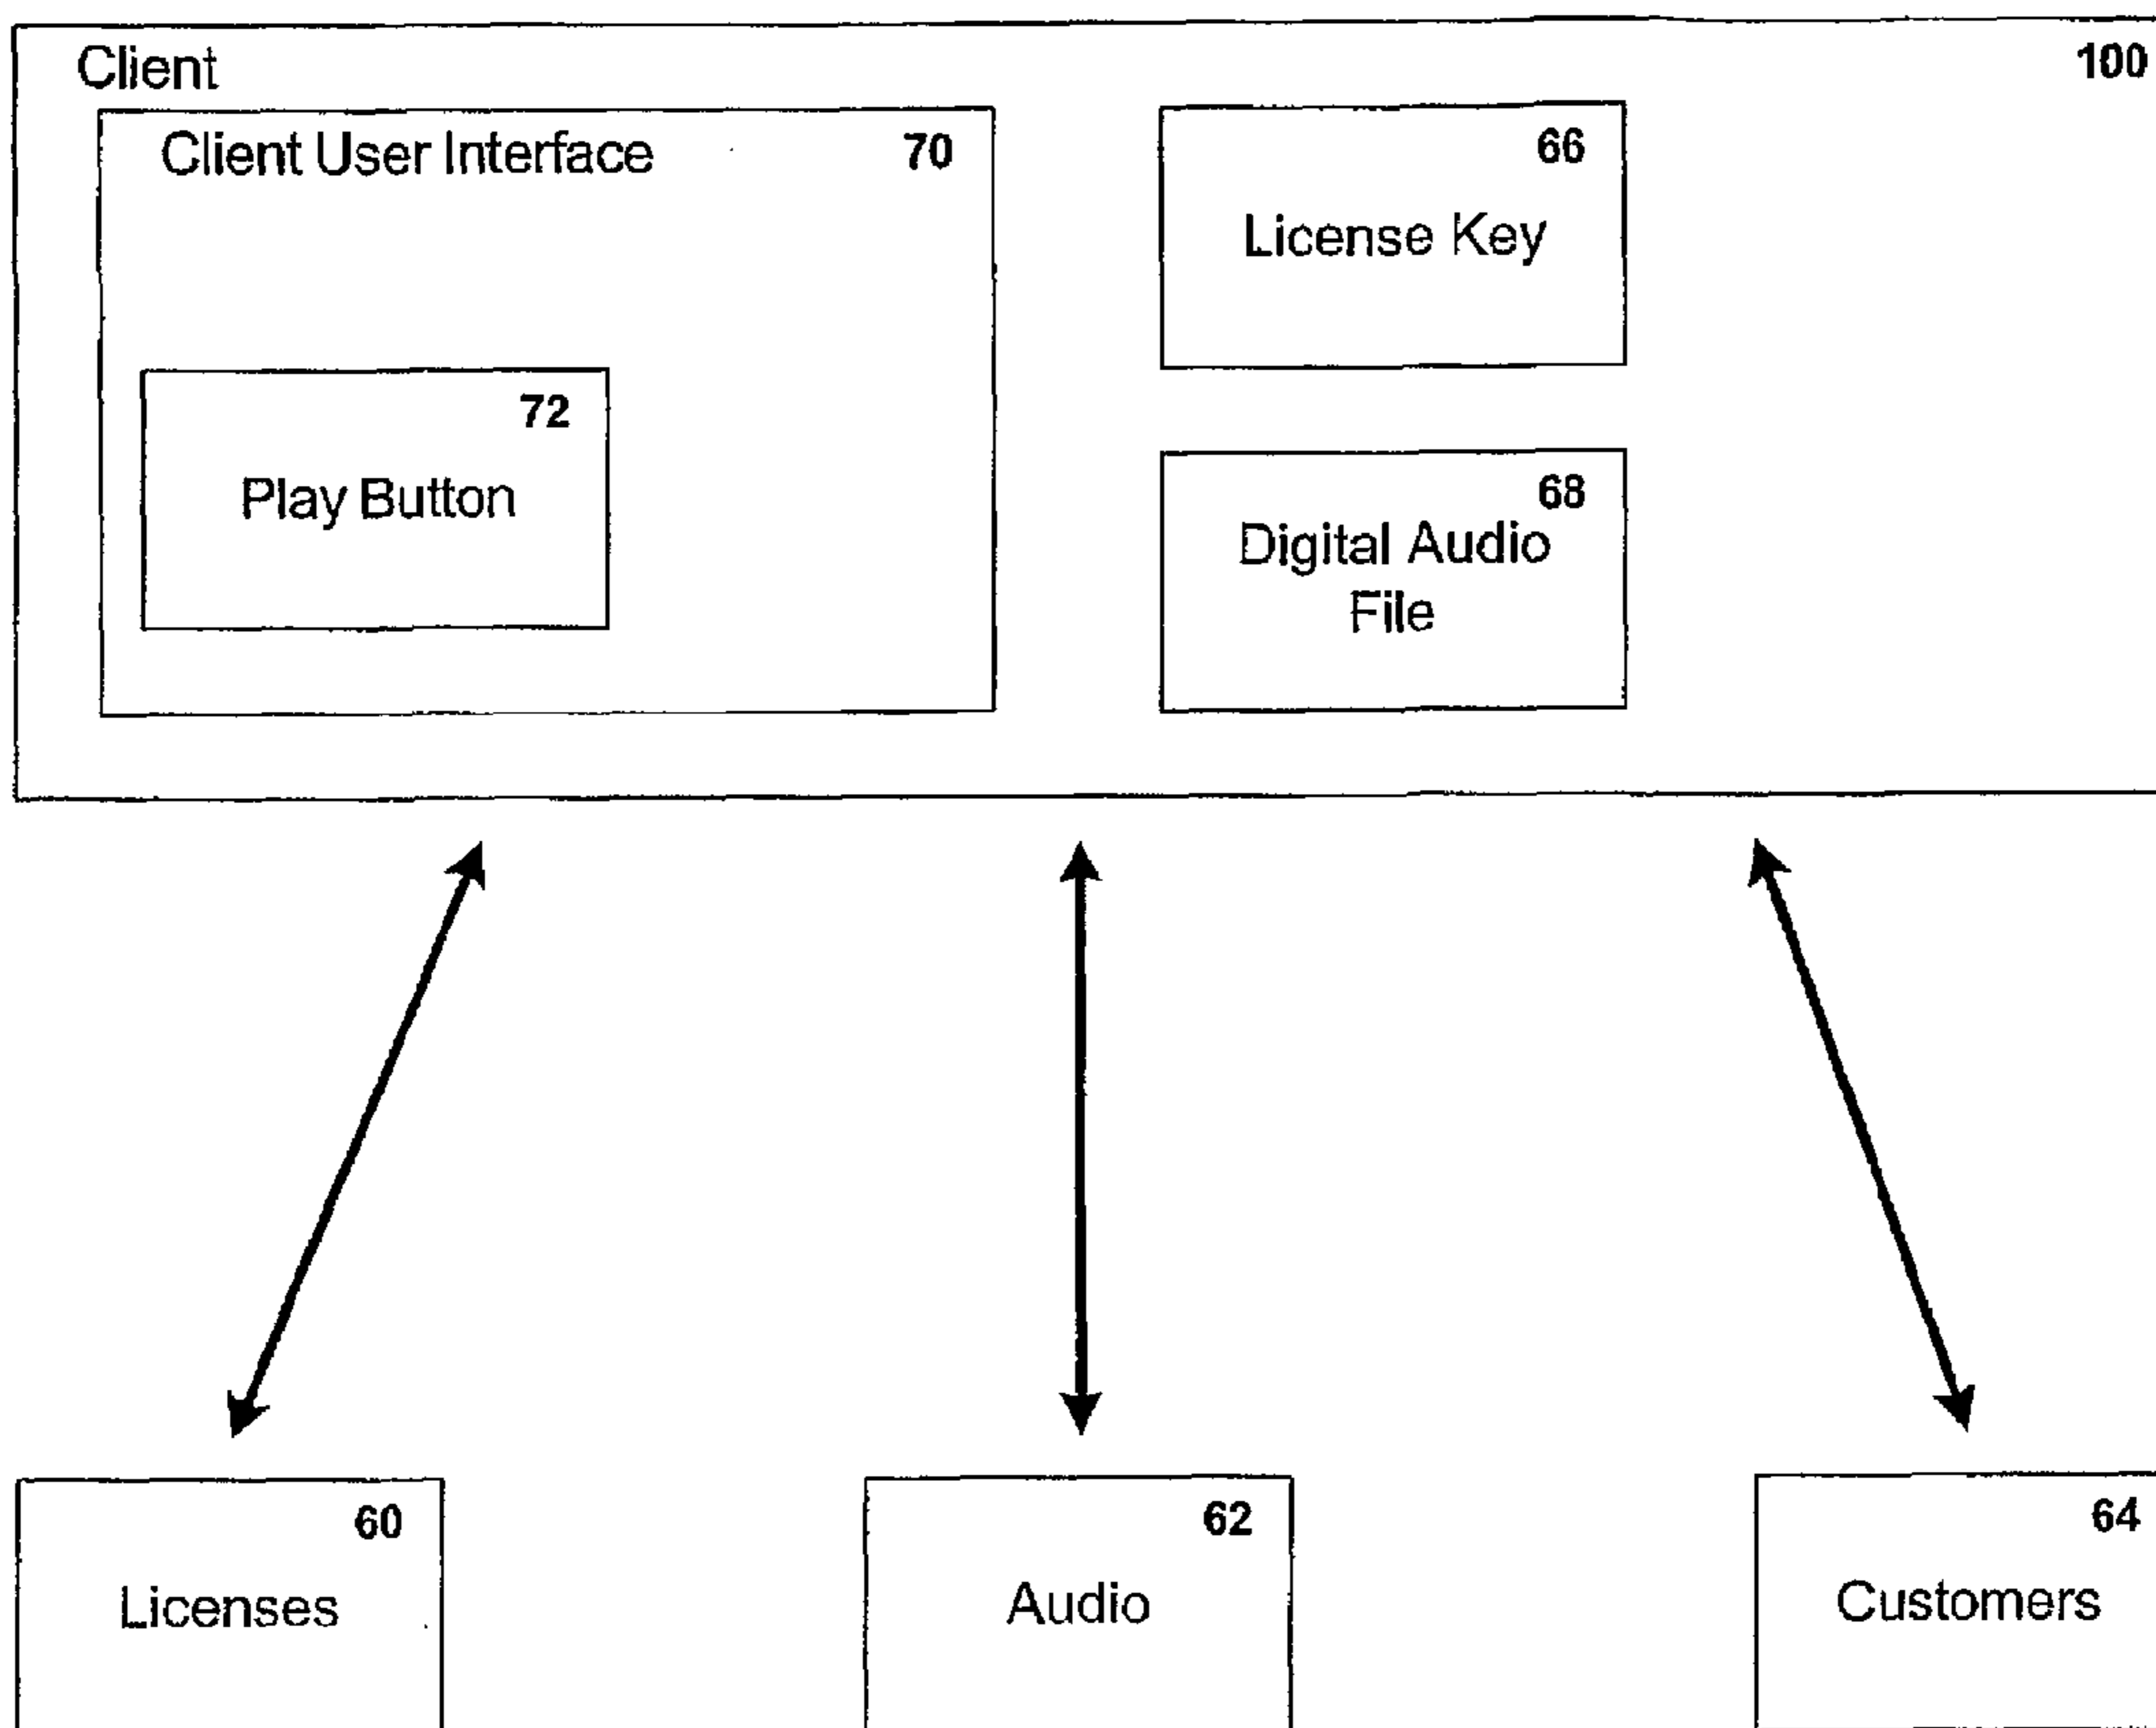 Client 100
Client User Interface 70
66
License Key
72
Play Button
68
Digital Audio
File
60
Licenses
62
Audio
64
Customers